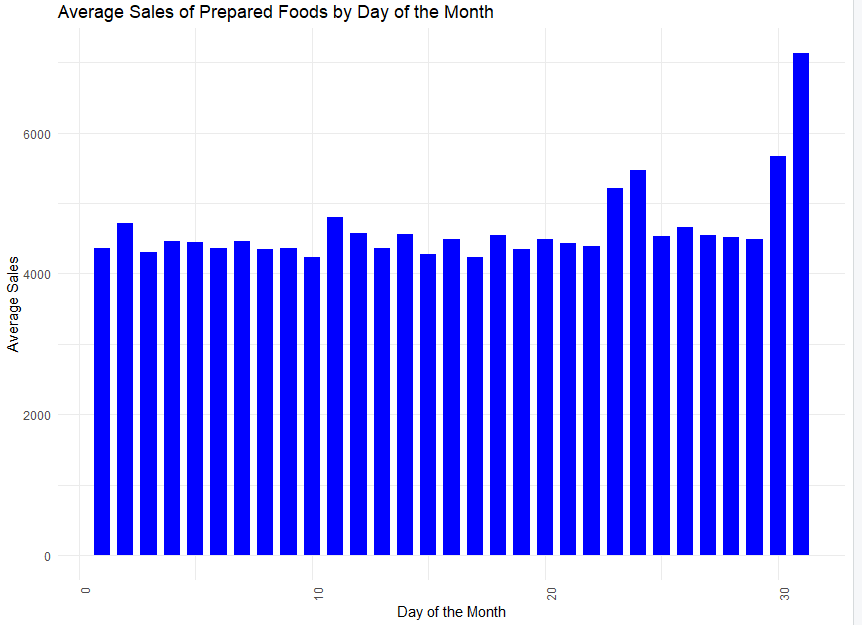 Average Sales of Prepared Foods by Day of the Month
Average Sales
6000
4000
2000
0
0
10
20
30
Day of the Month